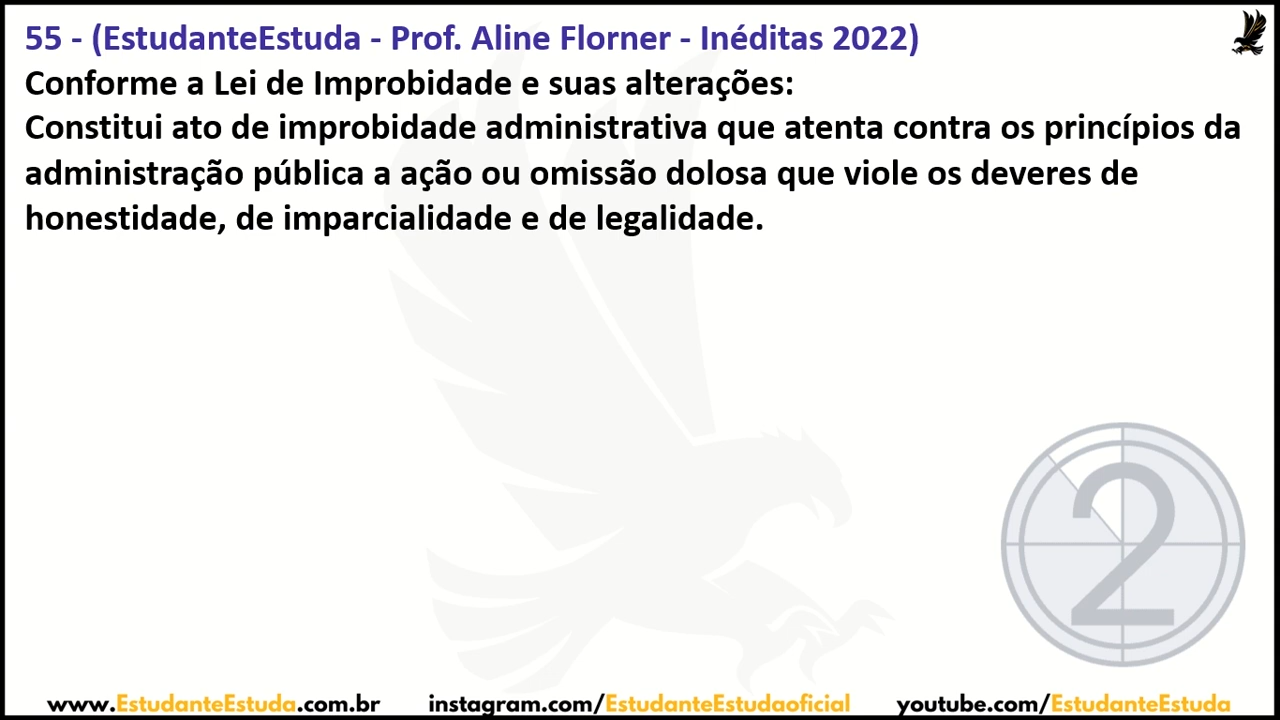 55 - (EstudanteEstuda - Prof. Aline Florner - Inéditas 2022)
Conforme a Lei de Improbidade e suas alterações:
Constitui ato de improbidade administrativa que atenta contra os princípios da
administração pública a ação ou omissão dolosa que viole os deveres de
honestidade, de imparcialidade e de legalidade.
2
www.EstudanteEstuda.com.br instagram.com/EstudanteEstudaoficial youtube.com/EstudanteEstuda